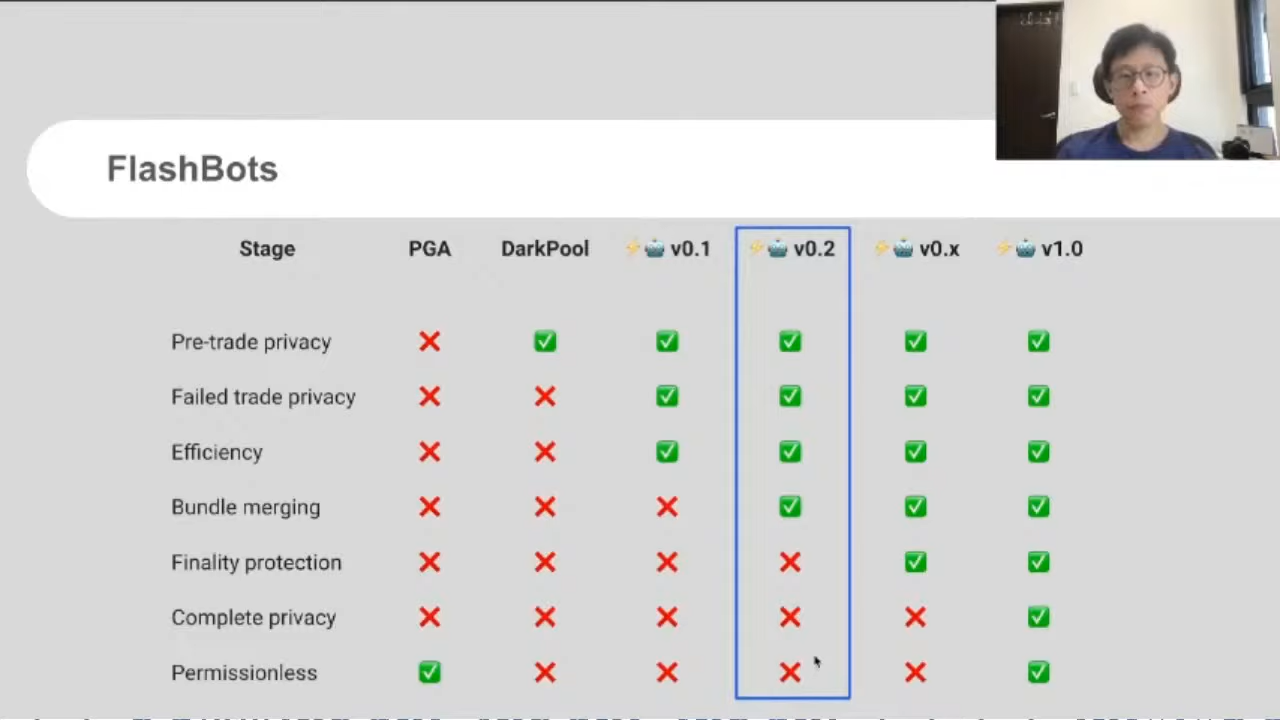 FlashBots
Stage PGA DarkPool ⚡🤖 v0.1 ⚡🤖 v0.2 ⚡🤖 v0.x ⚡🤖 v1.0
Pre-trade privacy ❌ ✅ ✅ ✅ ✅ ✅
Failed trade privacy ❌ ❌ ✅ ✅ ✅ ✅
Efficiency ❌ ❌ ✅ ✅ ✅ ✅
Bundle merging ❌ ❌ ❌ ✅ ✅ ✅
Finality protection ❌ ❌ ❌ ❌ ✅ ✅
Complete privacy ❌ ❌ ❌ ❌ ❌ ✅
Permissionless ✅ ❌ ❌ ❌ ❌ ✅